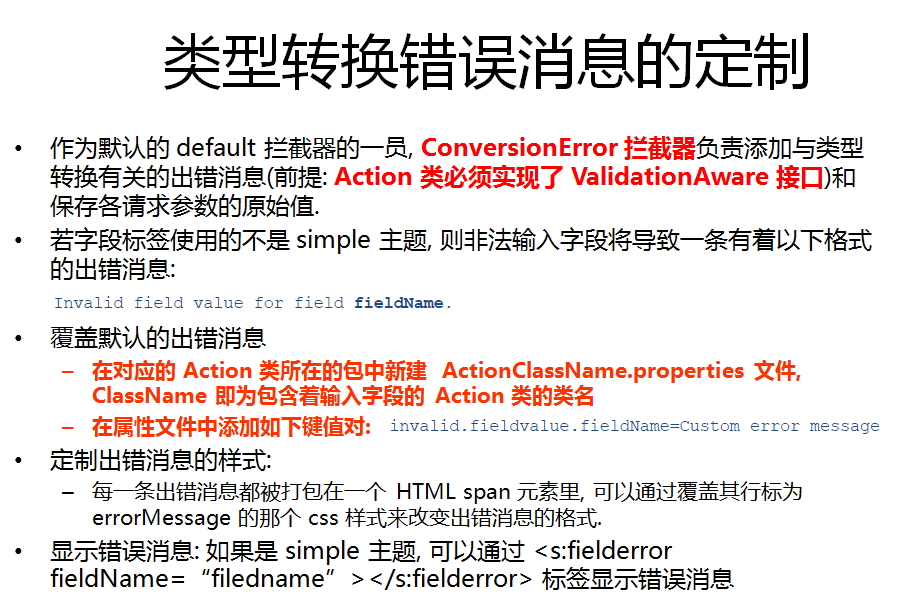 类型转换错误消息的定制
• 作为默认的 default 拦截器的一员, ConversionError 拦截器负责添加与类型
转换有关的出错消息(前提: Action 类必须实现了 ValidationAware 接口)和
保存各请求参数的原始值.
• 若字段标签使用的不是 simple 主题, 则非法输入字段将导致一条有着以下格式
的出错消息:
Invalid field value for field fieldName.
• 覆盖默认的出错消息
– 在对应的 Action 类所在的包中新建 ActionClassName.properties 文件,
ClassName 即为包含着输入字段的 Action 类的类名
– 在属性文件中添加如下键值对: invalid.fieldvalue.fieldName=Custom error message
• 定制出错消息的样式:
– 每一条出错消息都被打包在一个 HTML span 元素里, 可以通过覆盖其行标为
errorMessage 的那个 css 样式来改变出错消息的格式.
• 显示错误消息: 如果是 simple 主题, 可以通过 <s:fielderror
fieldName=“filedname”></s:fielderror> 标签显示错误消息